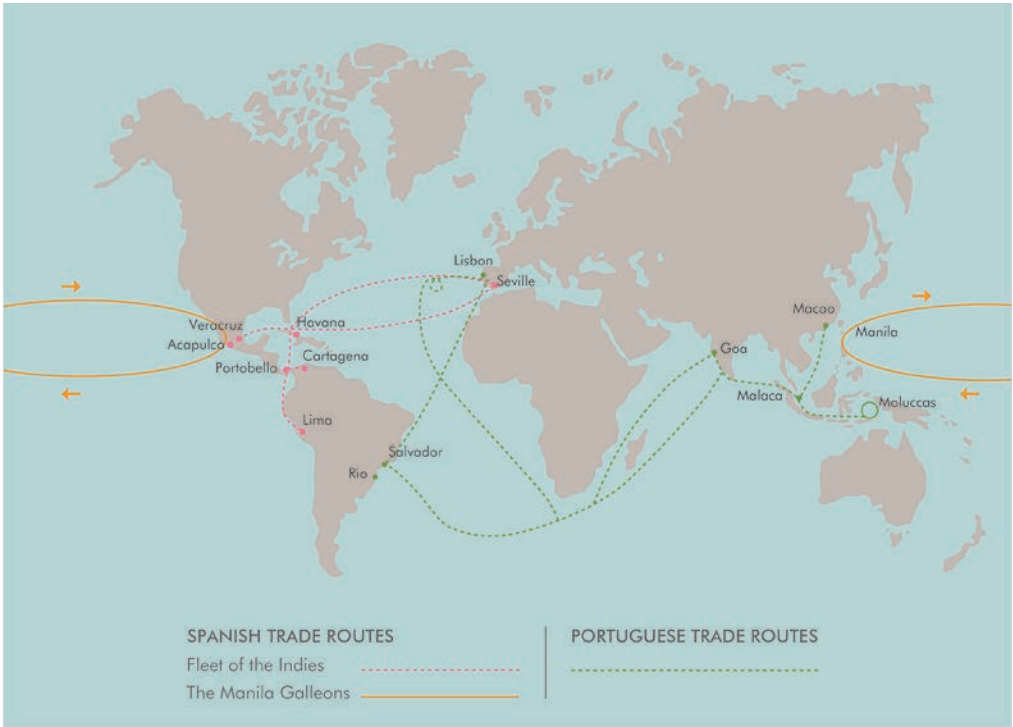 Lisbon
Seville
Veracruz
Havana
Acapulco
Cartagena
Portobella
Lima
Salvador
Rio
Macao
Manila
Goa
Malaca
Moluccas
SPANISH TRADE ROUTES
Fleet of the Indies
The Manila Galleons
PORTUGUESE TRADE ROUTES